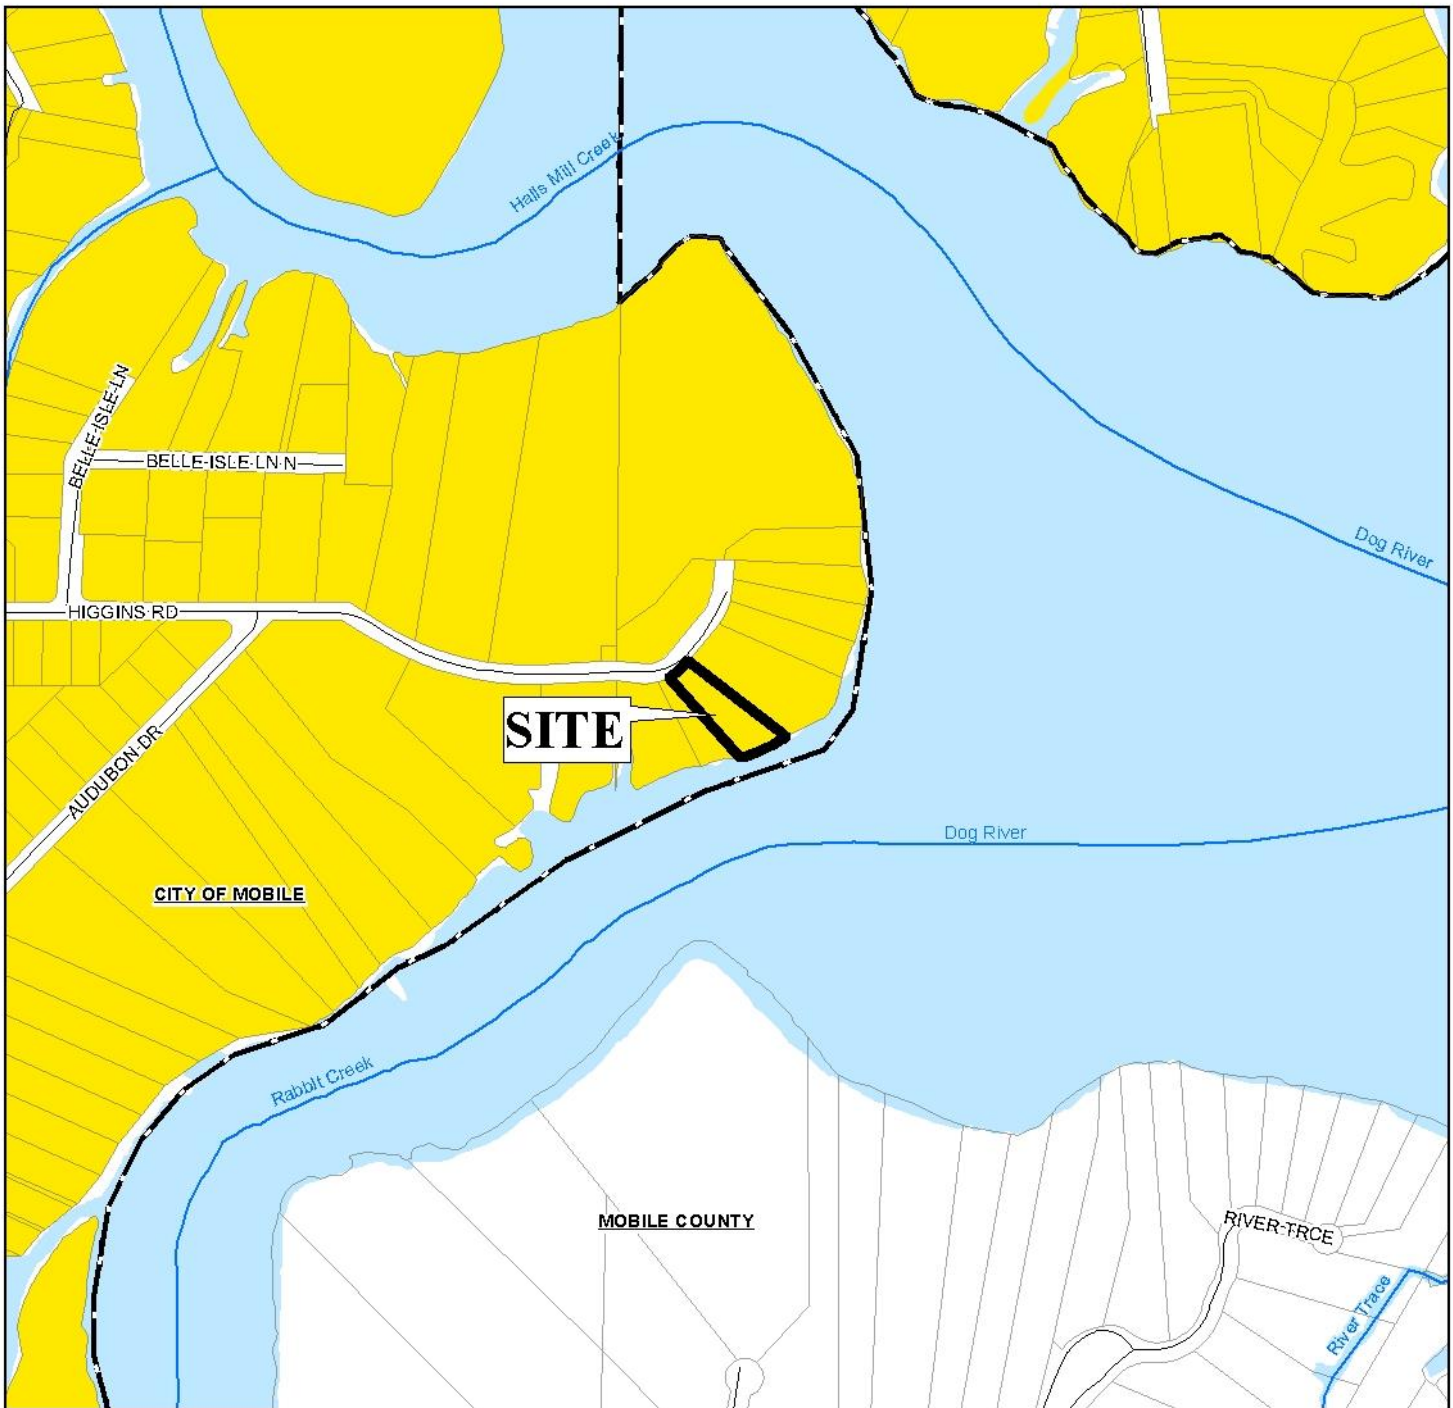 Halls Mill Creek
BELLE-ISLE-LN
BELLE-ISLE-LN-N
Dog River
HIGGINS-RD
SITE
AUDUBON-DR
Dog River
CITY OF MOBILE
Rabbit Creek
MOBILE COUNTY
RIVER-TRCE
River Trace